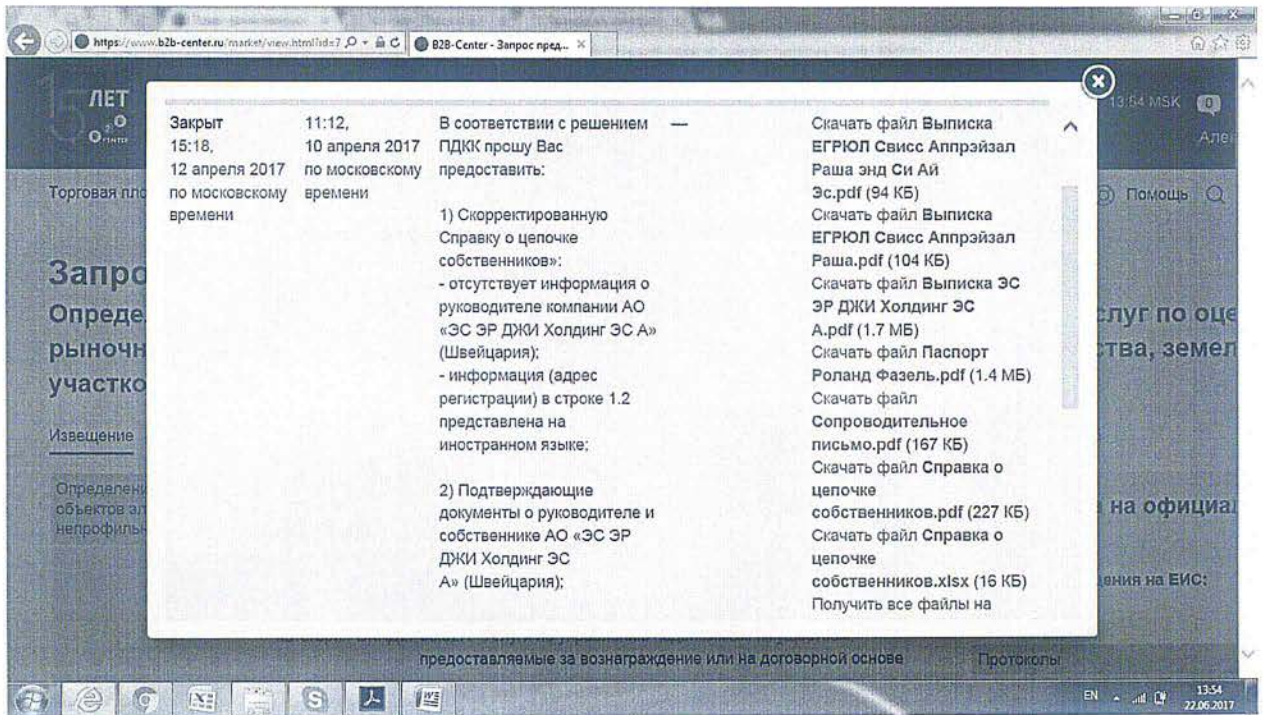 https://www.b2b-center.ru/market/view.html?id=7
B2B-Center - Запрос пред...
15 ЛЕТ
13:54 MSK
0
Але
Торговая пло
Помощь
Запро
Опреде
слуг по оце
рыночн
ства, земел
участко
Извещение
Определени
объектов эл
непрофиль
а на официал
дения на ЕИС:
Закрыт
15:18,
12 апреля 2017
по московскому
времени
11:12,
10 апреля 2017
по московскому
времени
В соответствии с решением
ПДКК прошу Вас
предоставить:
1) Скорректированную
Справку о цепочке
собственников»:
- отсутствует информация о
руководителе компании АО
«ЭС ЭР ДЖИ Холдинг ЭС А»
(Швейцария);
- информация (адрес
регистрации) в строке 1.2
представлена на
иностранном языке;
2) Подтверждающие
документы о руководителе и
собственнике АО «ЭС ЭР
ДЖИ Холдинг ЭС
А» (Швейцария);
—
Скачать файл Выписка
ЕГРЮЛ Свисс Аппрэйзал
Раша энд Си Ай
Эс.pdf (94 КБ)
Скачать файл Выписка
ЕГРЮЛ Свисс Аппрэйзал
Раша.pdf (104 КБ)
Скачать файл Выписка ЭС
ЭР ДЖИ Холдинг ЭС
А.pdf (1.7 МБ)
Скачать файл Паспорт
Роланд Фазель.pdf (1.4 МБ)
Скачать файл
Сопроводительное
письмо.pdf (167 КБ)
Скачать файл Справка о
цепочке
собственников.pdf (227 КБ)
Скачать файл Справка о
цепочке
собственников.xlsx (16 КБ)
Получить все файлы на
предоставляемые за вознаграждение или на договорной основе
Протоколы
EN
13:54
22.06.2017